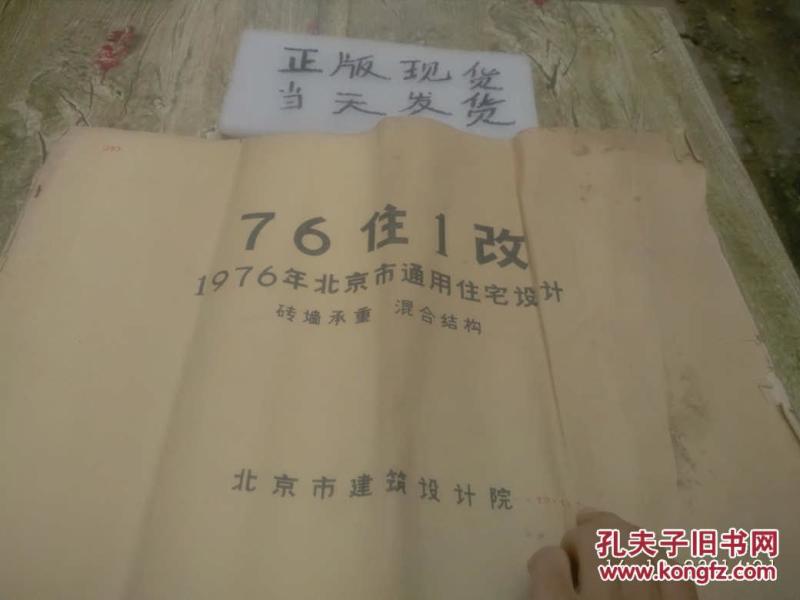 正版现货
当天发货
76住1改
1976年北京市通用住宅设计
砖墙承重 混合结构
北京市建筑设计院
孔夫子旧书网
www.kongfz.com